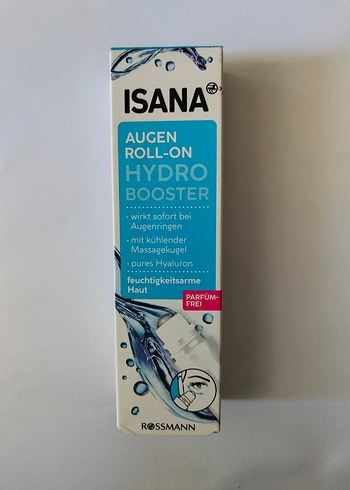 ISANA
AUGEN
ROLL-ON
HYDRO
BOOSTER
· wirkt sofort bei
Augenringen
· mit kühlender
Massagekugel
· pures Hyaluron
feuchtigkeitsarme
Haut
PARFÜM-
FREI
ROSSMANN